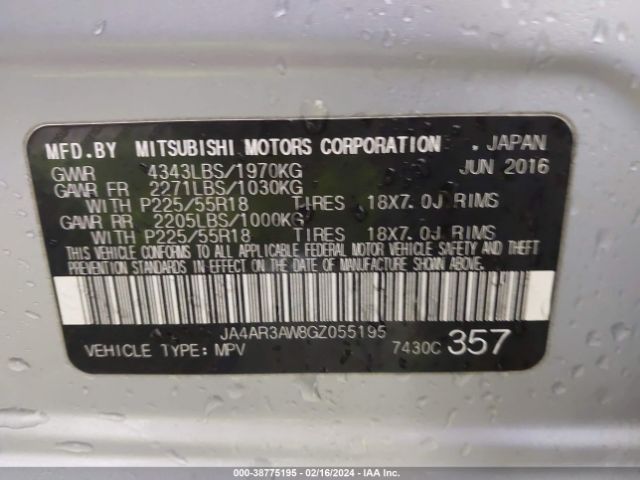 MFD.BY MITSUBISHI MOTORS CORPORATION . JAPAN
GVWR 4343LBS/1970KG JUN 2016
GAWR FR 2271LBS/1030KG
WITH P225/55R18 TIRES 18X7.0J RIMS
GAWR RR 2205LBS/1000KG
WITH P225/55R18 TIRES 18X7.0J RIMS
THIS VEHICLE CONFORMS TO ALL APPLICABLE FEDERAL MOTOR VEHICLE SAFETY AND THEFT
PREVENTION STANDARDS IN EFFECT ON THE DATE OF MANUFACTURE SHOWN ABOVE.
JA4AR3AW8GZ055195
VEHICLE TYPE: MPV 7430C 357
000-38775195 - 02/16/2024 - IAA Inc.